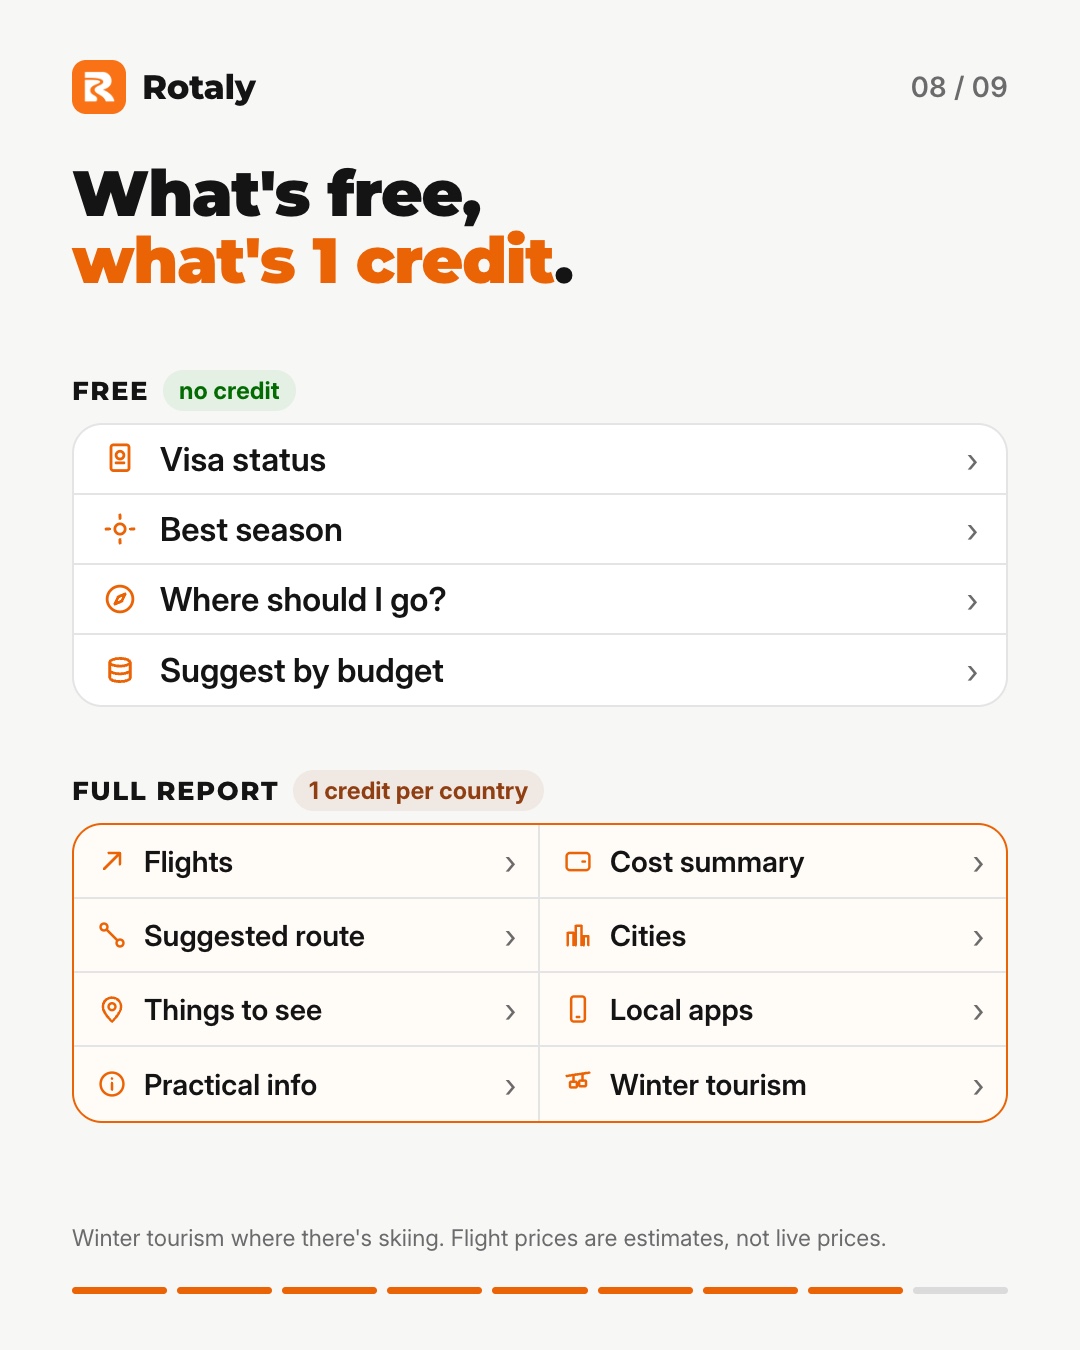 Rotaly
08 / 09
What's free,
what's 1 credit.
FREE
no credit
Visa status
Best season
Where should I go?
Suggest by budget
FULL REPORT
1 credit per country
Flights
Cost summary
Suggested route
Cities
Things to see
Local apps
Practical info
Winter tourism
Winter tourism where there's skiing. Flight prices are estimates, not live prices.